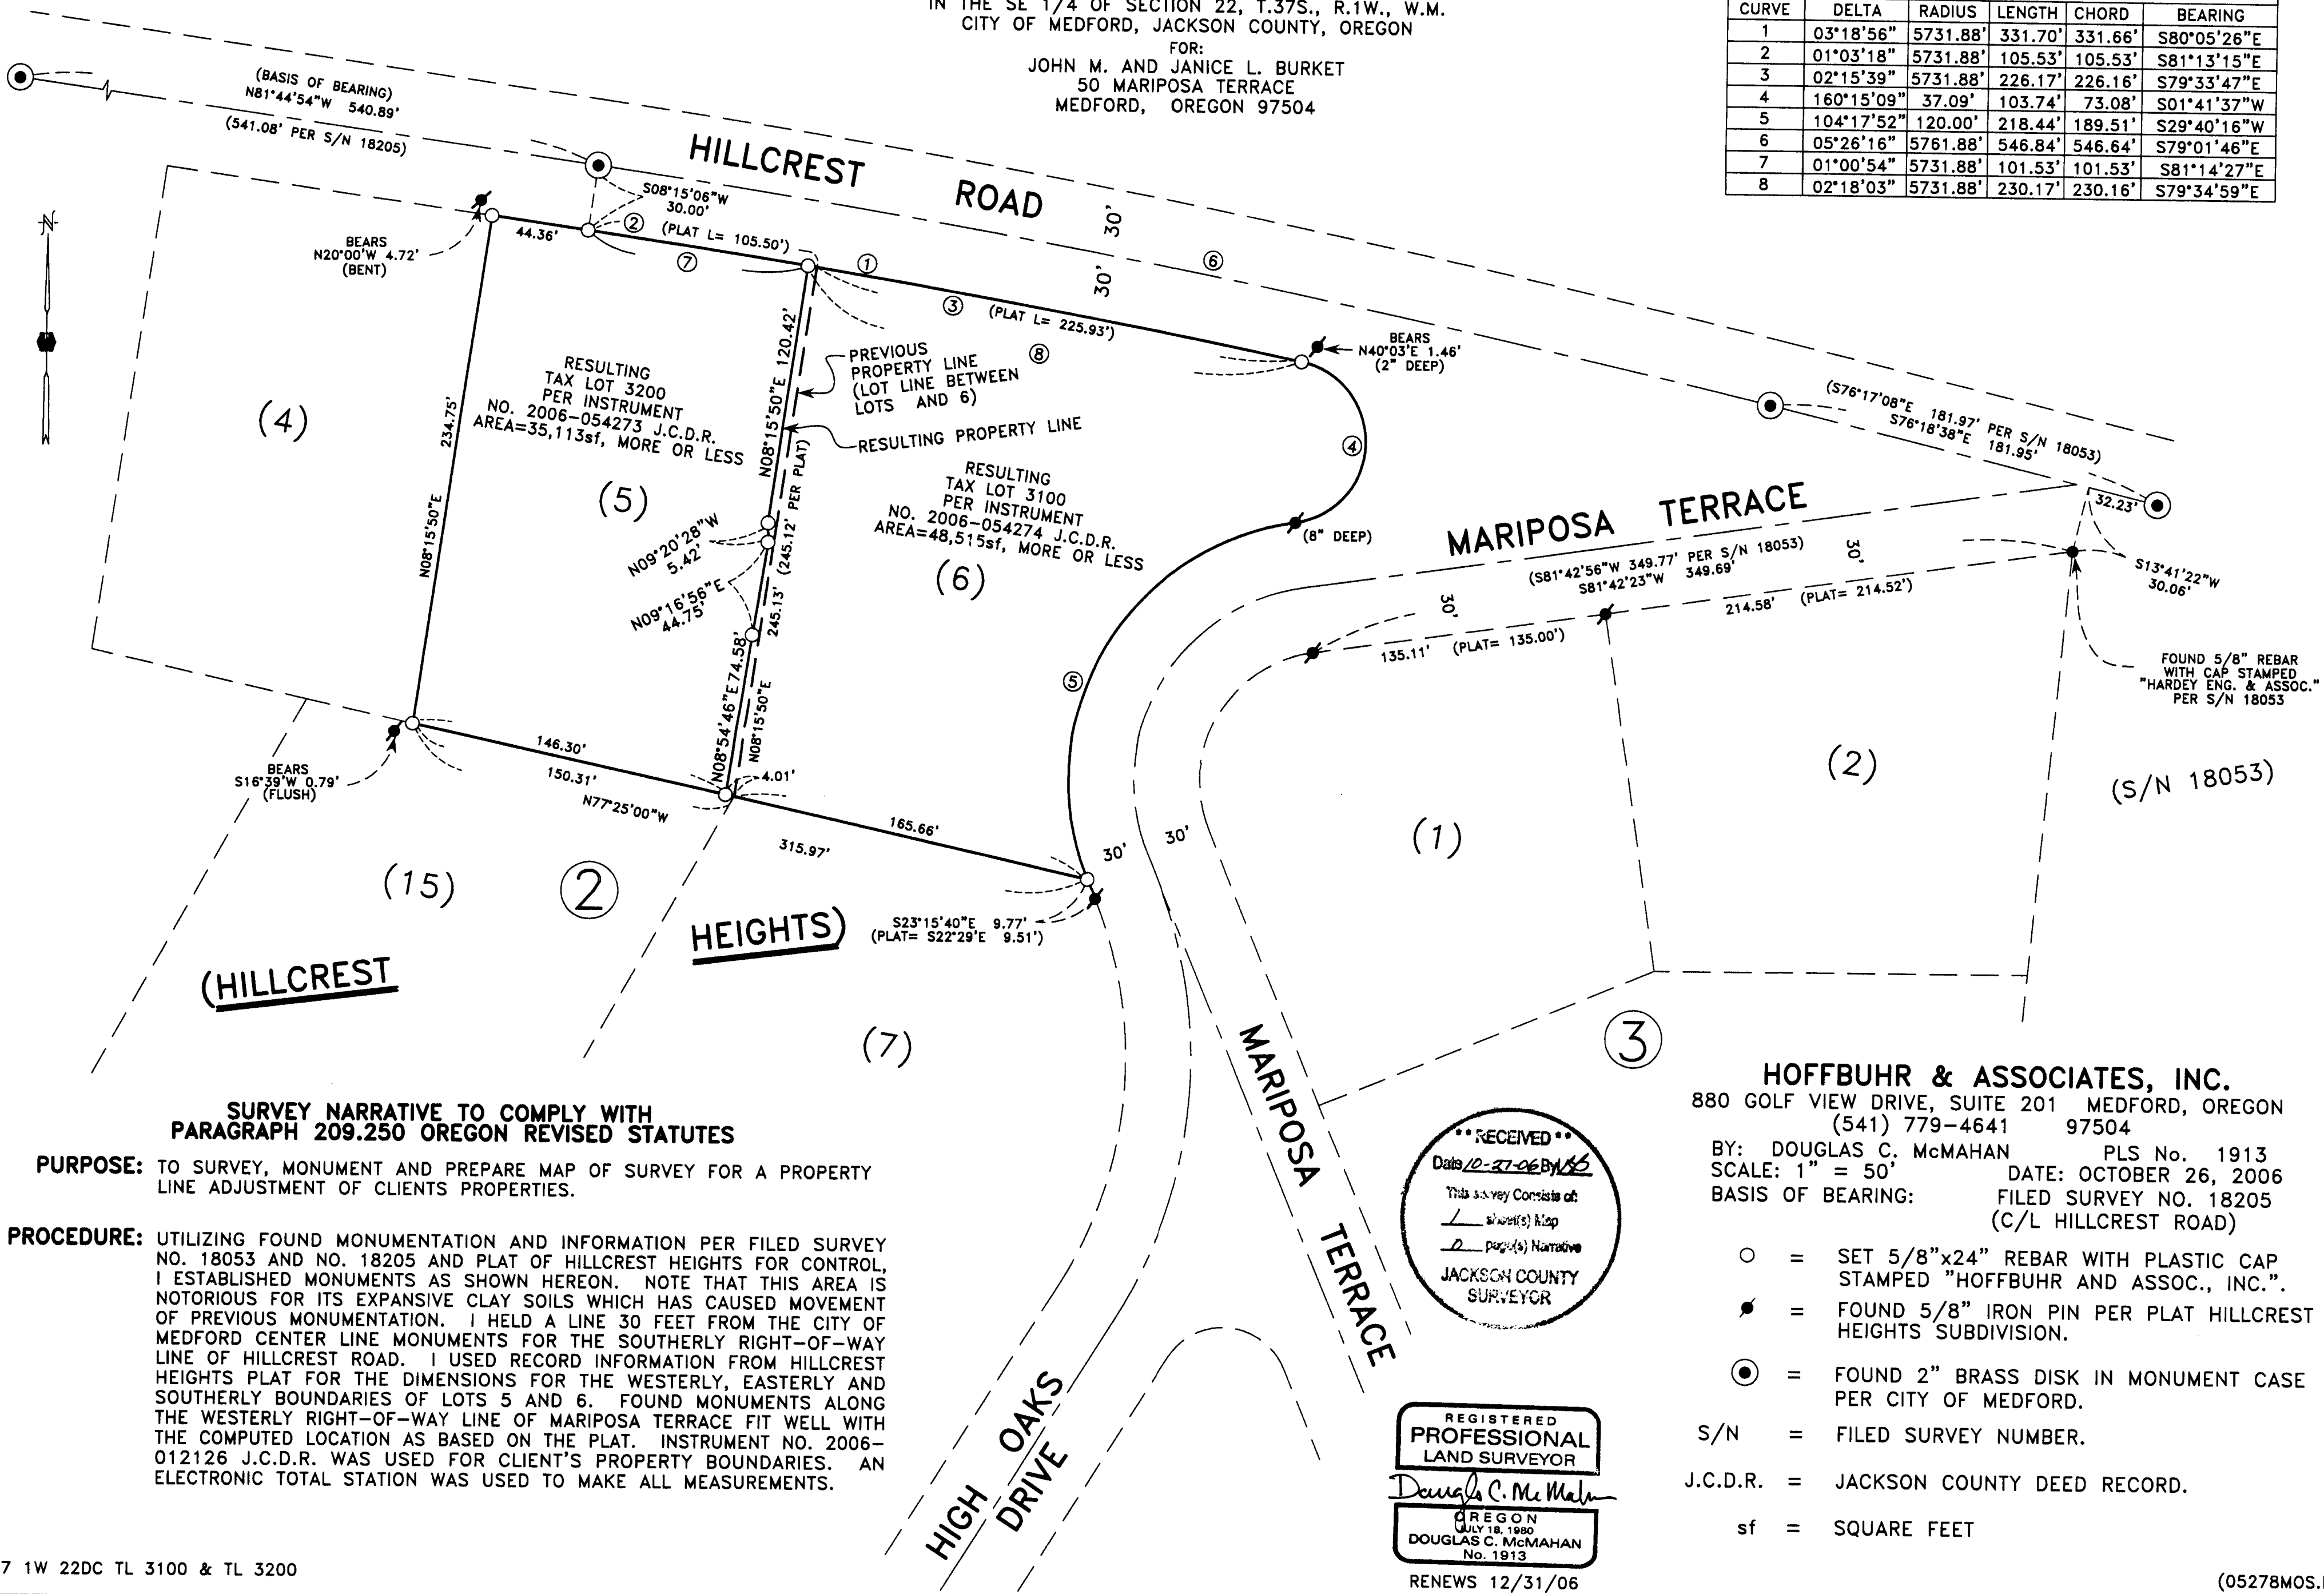 IN THE SE 1/4 OF SECTION 22, T.37S., R.1W., W.M.
CITY OF MEDFORD, JACKSON COUNTY, OREGON
FOR:
JOHN M. AND JANICE L. BURKET
50 MARIPOSA TERRACE
MEDFORD, OREGON 97504
CURVE DELTA RADIUS LENGTH CHORD BEARING
1 03°18'56" 5731.88' 331.70' 331.66' S80°05'26"E
2 01°03'18" 5731.88' 105.53' 105.53' S81°13'15"E
3 02°15'39" 5731.88' 226.17' 226.16' S79°33'47"E
4 160°15'09" 37.09' 103.74' 73.08' S01°41'37"W
5 104°17'52" 120.00' 218.44' 189.51' S29°40'16"W
6 05°26'16" 5761.88' 546.84' 546.64' S79°01'46"E
7 01°00'54" 5731.88' 101.53' 101.53' S81°14'27"E
8 02°18'03" 5731.88' 230.17' 230.16' S79°34'59"E
(BASIS OF BEARING)
N81°44'54"W 540.89'
(541.08' PER S/N 18205)
HILLCREST ROAD
N
S08°15'06"W
30.00'
BEARS
N20°00'W 4.72'
(BENT)
44.36'
2
(PLAT L= 105.50')
7
1
3
(PLAT L= 225.93')
8
30'
30'
6
BEARS
N40°03'E 1.46'
(2" DEEP)
4
(8" DEEP)
(S76°17'08"E 181.97' PER S/N 18053)
S76°18'38"E 181.95'
32.23'
S13°41'22"W
30.06'
(4)
234.75'
N08°15'50"E
RESULTING
TAX LOT 3200
PER INSTRUMENT
NO. 2006-054273 J.C.D.R.
AREA=35,113sf, MORE OR LESS
(5)
N08°15'50"E 120.42'
PREVIOUS
PROPERTY LINE
(LOT LINE BETWEEN
LOTS AND 6)
RESULTING PROPERTY LINE
RESULTING
TAX LOT 3100
PER INSTRUMENT
NO. 2006-054274 J.C.D.R.
AREA=48,515sf, MORE OR LESS
(6)
N09°20'28"W
5.42'
N09°16'56"E
44.75'
245.13' (245.12' PER PLAT)
N08°54'46"E 74.58'
N08°15'50"E
MARIPOSA TERRACE
(S81°42'56"W 349.77' PER S/N 18053)
S81°42'23"W 349.69'
30'
30'
135.11' (PLAT= 135.00')
214.58' (PLAT= 214.52')
FOUND 5/8" REBAR
WITH CAP STAMPED
"HARDEY ENG. & ASSOC."
PER S/N 18053
5
BEARS
S16°39'W 0.79'
(FLUSH)
146.30'
150.31'
N77°25'00"W
4.01'
165.66'
315.97'
30'
30'
(1)
(2)
(S/N 18053)
(15)
2
S23°15'40"E 9.77'
(PLAT= S22°29'E 9.51')
(HILLCREST HEIGHTS)
(7)
3
MARIPOSA TERRACE
HIGH OAKS
DRIVE
SURVEY NARRATIVE TO COMPLY WITH
PARAGRAPH 209.250 OREGON REVISED STATUTES
PURPOSE: TO SURVEY, MONUMENT AND PREPARE MAP OF SURVEY FOR A PROPERTY
LINE ADJUSTMENT OF CLIENTS PROPERTIES.
PROCEDURE: UTILIZING FOUND MONUMENTATION AND INFORMATION PER FILED SURVEY
NO. 18053 AND NO. 18205 AND PLAT OF HILLCREST HEIGHTS FOR CONTROL,
I ESTABLISHED MONUMENTS AS SHOWN HEREON. NOTE THAT THIS AREA IS
NOTORIOUS FOR ITS EXPANSIVE CLAY SOILS WHICH HAS CAUSED MOVEMENT
OF PREVIOUS MONUMENTATION. I HELD A LINE 30 FEET FROM THE CITY OF
MEDFORD CENTER LINE MONUMENTS FOR THE SOUTHERLY RIGHT-OF-WAY
LINE OF HILLCREST ROAD. I USED RECORD INFORMATION FROM HILLCREST
HEIGHTS PLAT FOR THE DIMENSIONS FOR THE WESTERLY, EASTERLY AND
SOUTHERLY BOUNDARIES OF LOTS 5 AND 6. FOUND MONUMENTS ALONG
THE WESTERLY RIGHT-OF-WAY LINE OF MARIPOSA TERRACE FIT WELL WITH
THE COMPUTED LOCATION AS BASED ON THE PLAT. INSTRUMENT NO. 2006-
012126 J.C.D.R. WAS USED FOR CLIENT'S PROPERTY BOUNDARIES. AN
ELECTRONIC TOTAL STATION WAS USED TO MAKE ALL MEASUREMENTS.
7 1W 22DC TL 3100 & TL 3200
** RECEIVED **
Date 10-27-06 By
This survey Consists of:
1 sheet(s) Map
0 page(s) Narrative
JACKSON COUNTY
SURVEYOR
REGISTERED
PROFESSIONAL
LAND SURVEYOR
Douglas C. McMahan
OREGON
JULY 18, 1980
DOUGLAS C. McMAHAN
No. 1913
RENEWS 12/31/06
HOFFBUHR & ASSOCIATES, INC.
880 GOLF VIEW DRIVE, SUITE 201 MEDFORD, OREGON
(541) 779-4641 97504
BY: DOUGLAS C. McMAHAN PLS No. 1913
SCALE: 1" = 50' DATE: OCTOBER 26, 2006
BASIS OF BEARING: FILED SURVEY NO. 18205
(C/L HILLCREST ROAD)
= SET 5/8"x24" REBAR WITH PLASTIC CAP
STAMPED "HOFFBUHR AND ASSOC., INC.".
= FOUND 5/8" IRON PIN PER PLAT HILLCREST
HEIGHTS SUBDIVISION.
= FOUND 2" BRASS DISK IN MONUMENT CASE
PER CITY OF MEDFORD.
S/N = FILED SURVEY NUMBER.
J.C.D.R. = JACKSON COUNTY DEED RECORD.
sf = SQUARE FEET
(05278MOS.